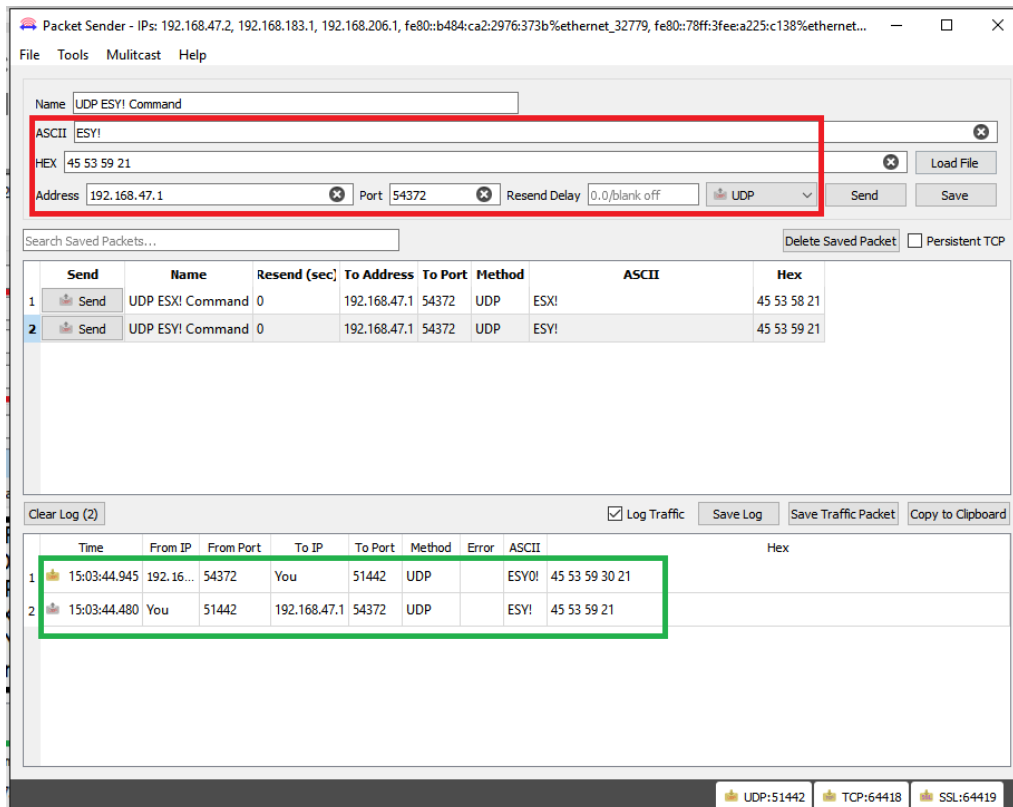 Packet Sender - IPs: 192.168.47.2, 192.168.183.1, 192.168.206.1, fe80::b484:ca2:2976:373b%ethernet_32779, fe80::78ff:3fee:a225:c138%ethernet...
File Tools Mulitcast Help
Name UDP ESY! Command
ASCII ESY!
HEX 45 53 59 21 Load File
Address 192.168.47.1 Port 54372 Resend Delay 0.0/blank off UDP Send Save
Search Saved Packets... Delete Saved Packet Persistent TCP
Send Name Resend (sec) To Address To Port Method ASCII Hex
1 Send UDP ESX! Command 0 192.168.47.1 54372 UDP ESX! 45 53 58 21
2 Send UDP ESY! Command 0 192.168.47.1 54372 UDP ESY! 45 53 59 21
Clear Log (2) Log Traffic Save Log Save Traffic Packet Copy to Clipboard
Time From IP From Port To IP To Port Method Error ASCII Hex
1 15:03:44.945 192.16... 54372 You 51442 UDP ESY0! 45 53 59 30 21
2 15:03:44.480 You 51442 192.168.47.1 54372 UDP ESY! 45 53 59 21
UDP:51442 TCP:64418 SSL:64419